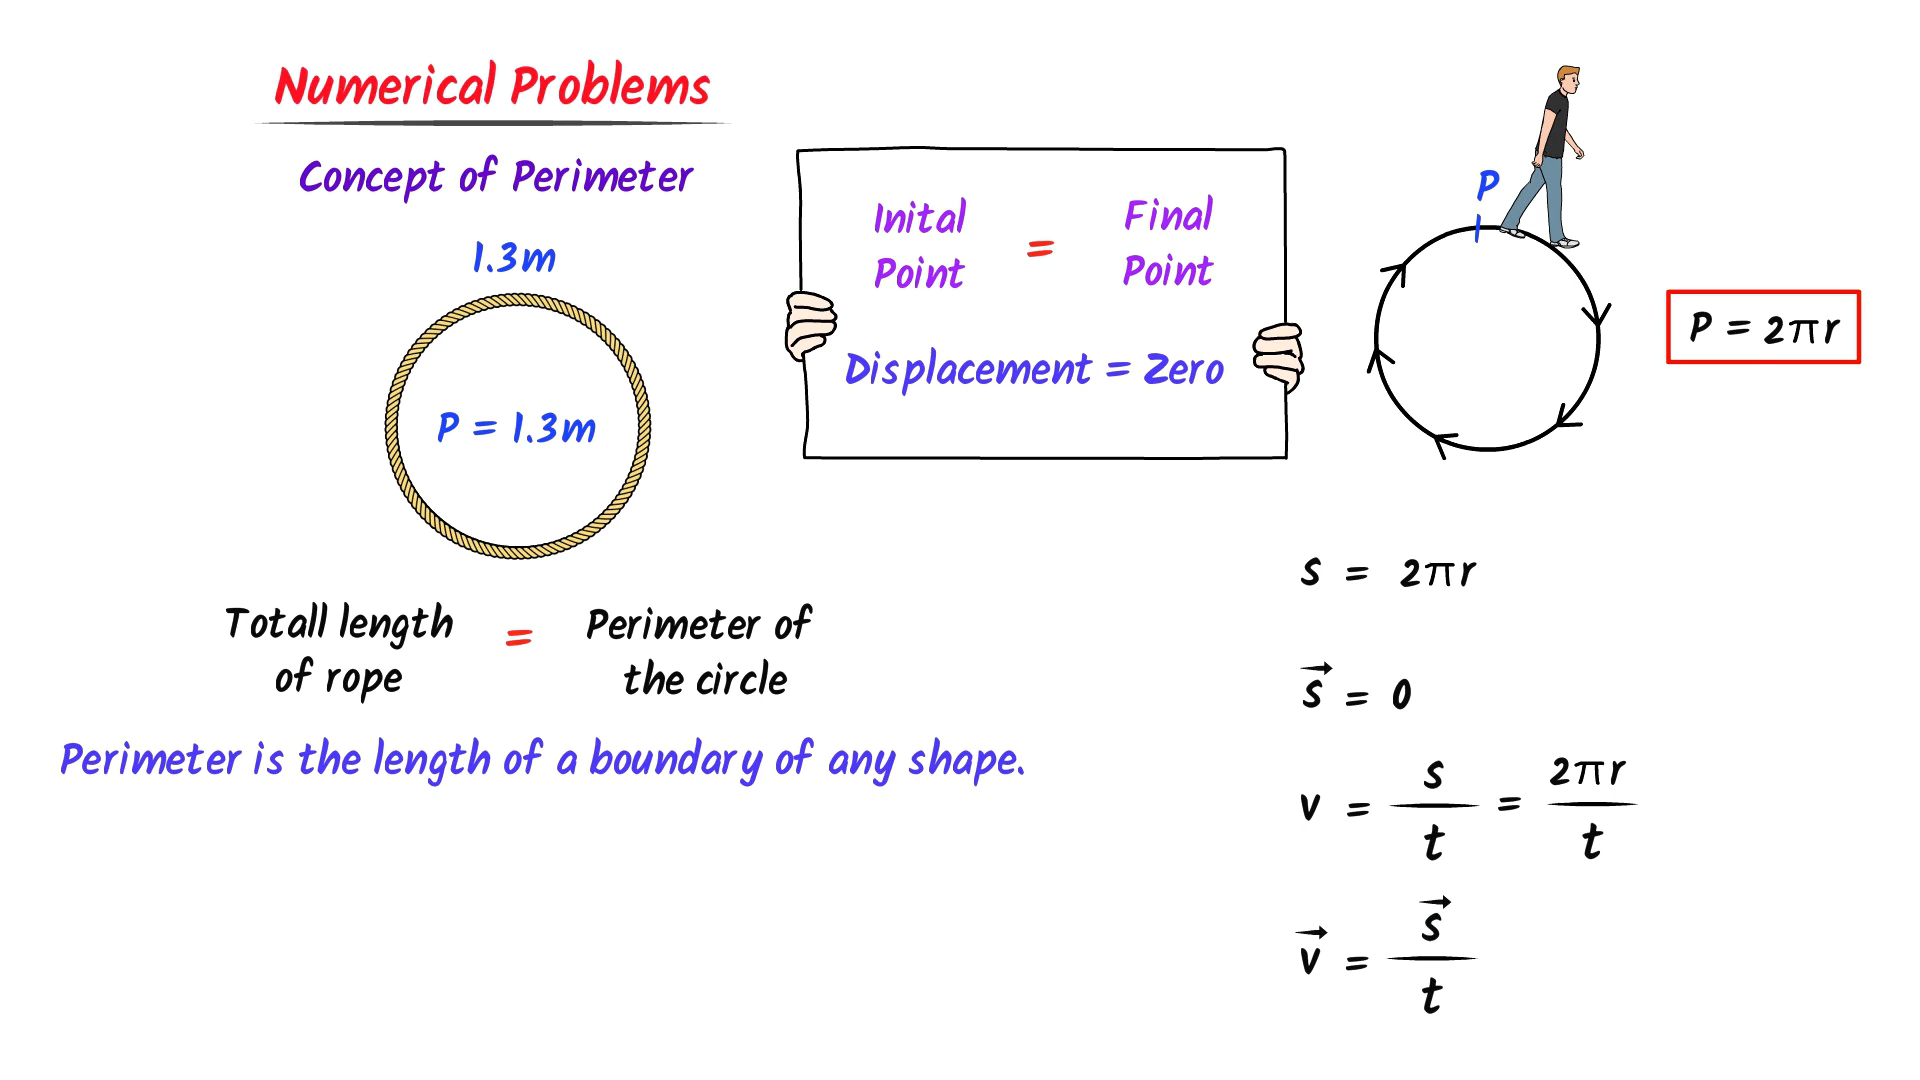 Numerical Problems
Concept of Perimeter
1.3m
P = 1.3m
Totall length = Perimeter of
of rope the circle
Perimeter is the length of a boundary of any shape.
Inital = Final
Point Point
Displacement = Zero
P
P = 2πr
s = 2πr
s⃗ = 0
v = s/t = 2πr/t
v⃗ = s⃗/t